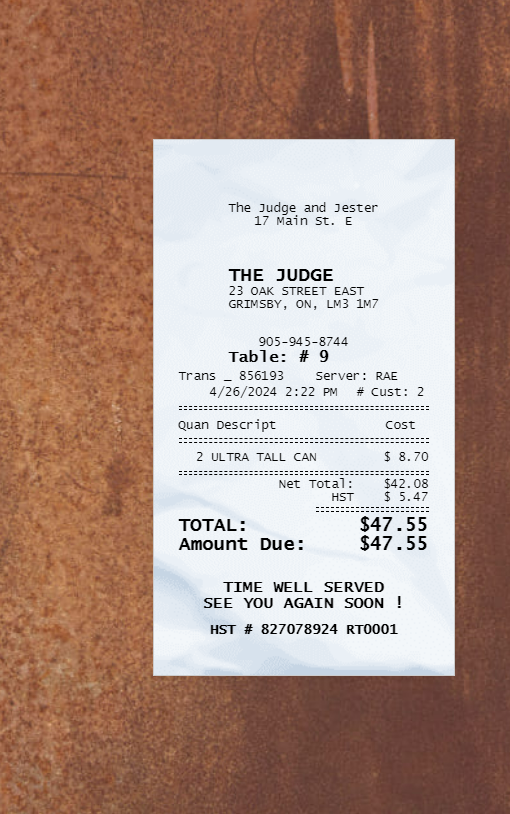 The Judge and Jester
17 Main St. E
THE JUDGE
23 OAK STREET EAST
GRIMSBY, ON, LM3 1M7
905-945-8744
Table: # 9
Trans _ 856193 Server: RAE
4/26/2024 2:22 PM # Cust: 2
Quan Descript Cost
2 ULTRA TALL CAN $ 8.70
Net Total: $42.08
HST $ 5.47
TOTAL: $47.55
Amount Due: $47.55
TIME WELL SERVED
SEE YOU AGAIN SOON !
HST # 827078924 RT0001